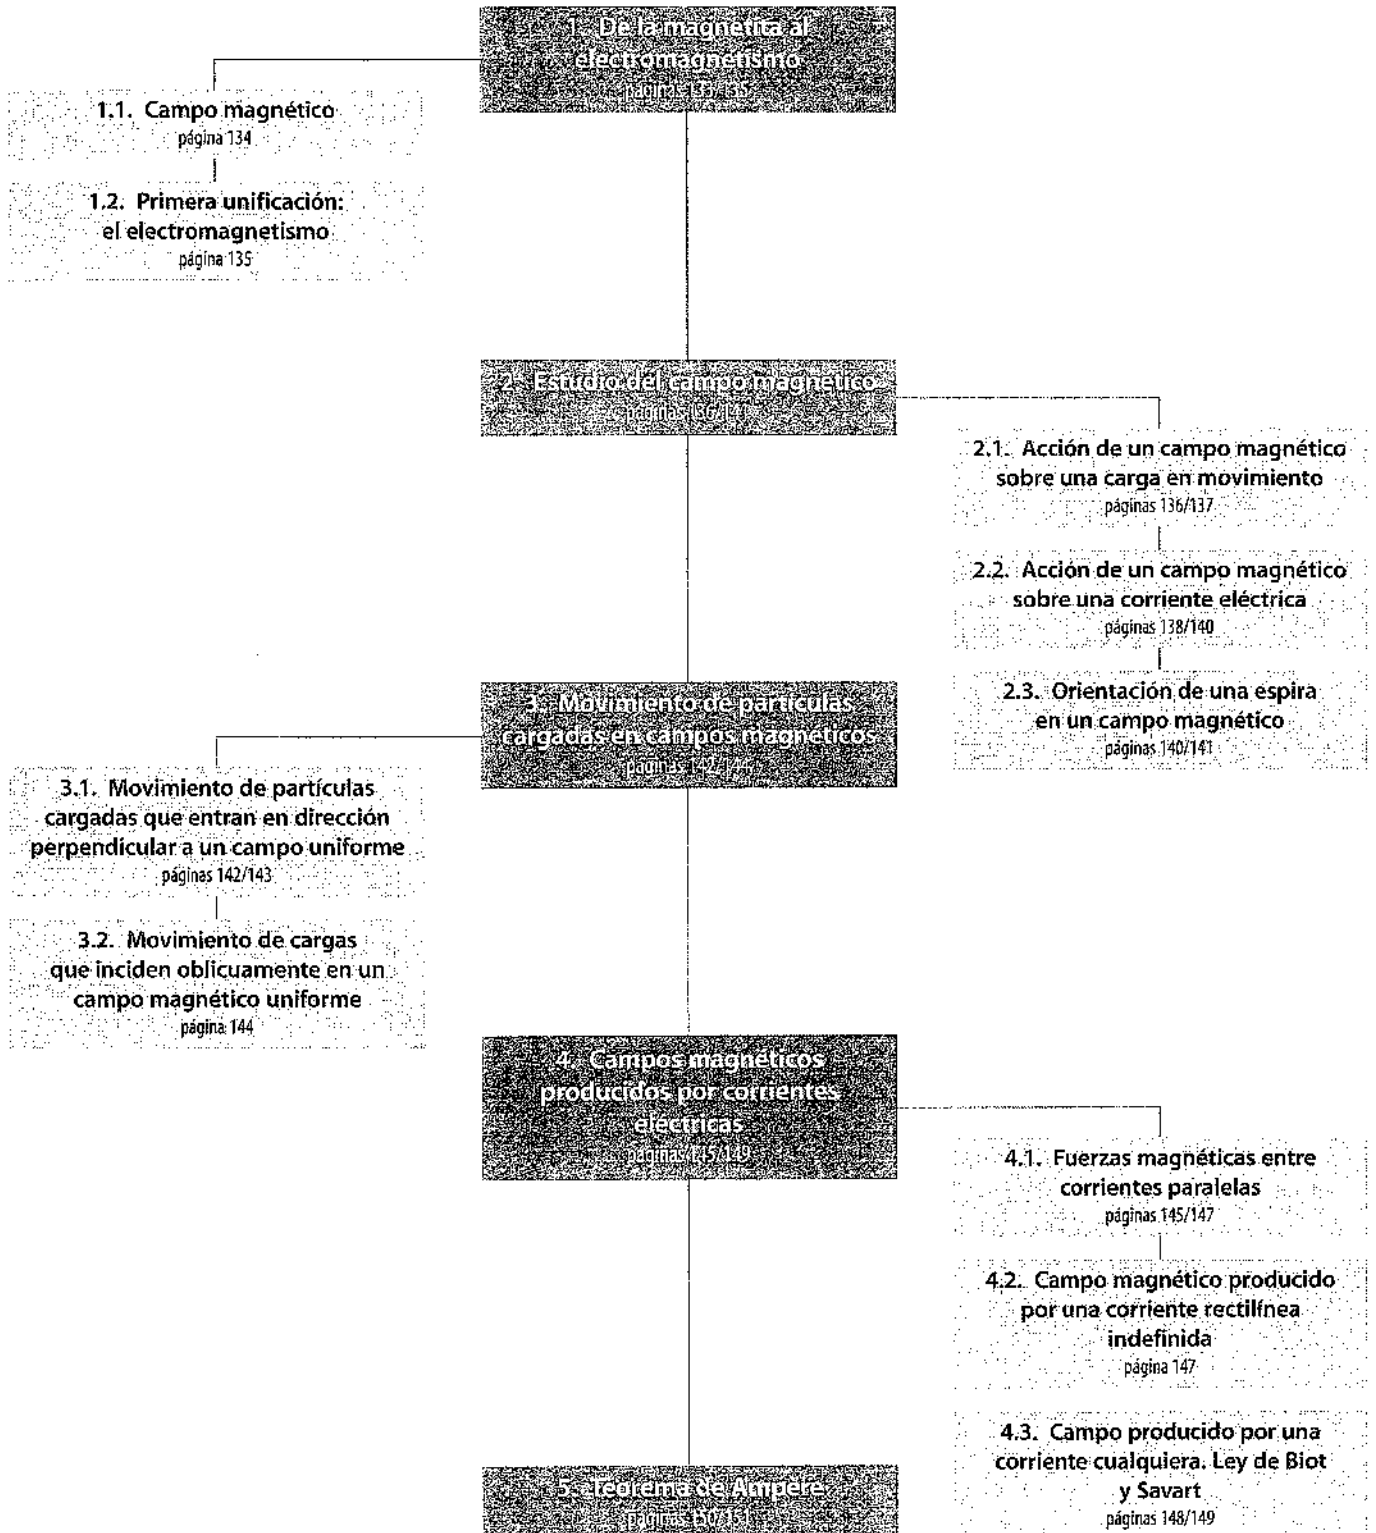 1. De la magnetita al
electromagnetismo
páginas 133/135
1.1. Campo magnético
página 134
1.2. Primera unificación:
el electromagnetismo
página 135
2. Estudio del campo magnético
páginas 136/141
2.1. Acción de un campo magnético
sobre una carga en movimiento
páginas 136/137
2.2. Acción de un campo magnético
sobre una corriente eléctrica
páginas 138/140
2.3. Orientación de una espira
en un campo magnético
páginas 140/141
3. Movimiento de partículas
cargadas en campos magnéticos
páginas 142/144
3.1. Movimiento de partículas
cargadas que entran en dirección
perpendicular a un campo uniforme
páginas 142/143
3.2. Movimiento de cargas
que inciden oblicuamente en un
campo magnético uniforme
página 144
4. Campos magnéticos
producidos por corrientes
eléctricas
páginas 145/149
4.1. Fuerzas magnéticas entre
corrientes paralelas
páginas 145/147
4.2. Campo magnético producido
por una corriente rectilínea
indefinida
página 147
4.3. Campo producido por una
corriente cualquiera. Ley de Biot
y Savart
páginas 148/149
5. Teorema de Ampère
páginas 150/151